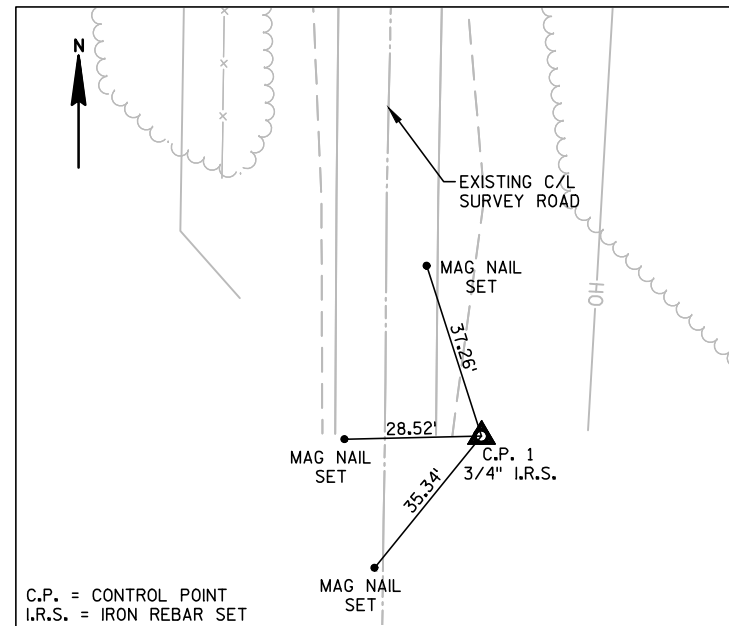 N
EXISTING C/L
SURVEY ROAD
MAG NAIL
SET
OH
37.26'
28.52'
MAG NAIL
SET
C.P. 1
3/4" I.R.S.
35.34'
MAG NAIL
SET
C.P. = CONTROL POINT
I.R.S. = IRON REBAR SET